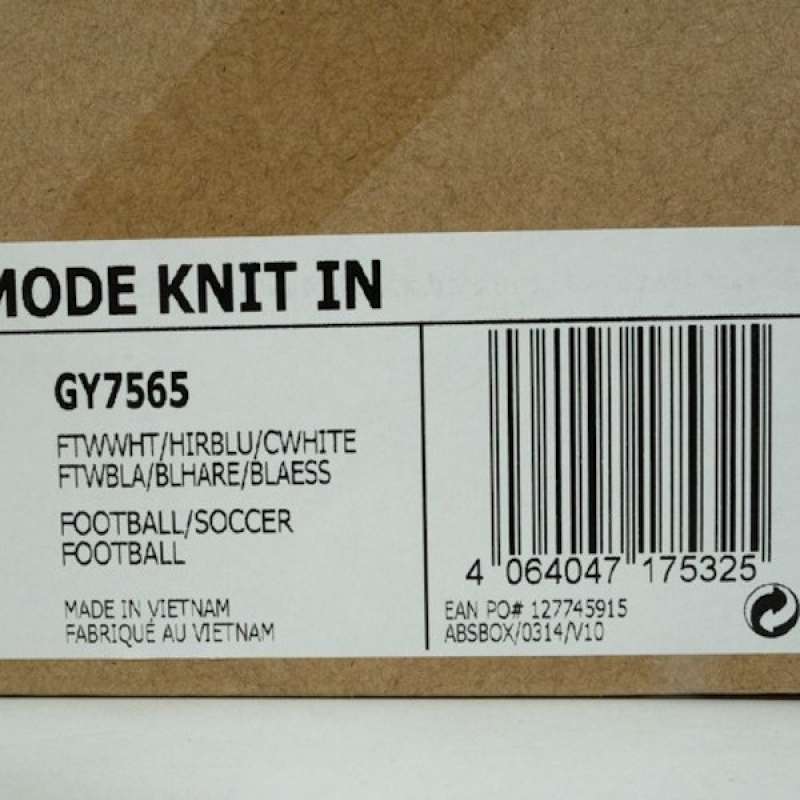 MODE KNIT IN
GY7565
FTWWHT/HIRBLU/CWHITE
FTWBLA/BLHARE/BLAESS
FOOTBALL/SOCCER
FOOTBALL
MADE IN VIETNAM
FABRIQUÉ AU VIETNAM
4 064047 175325
EAN PO# 127745915
ABSBOX/0314/V10